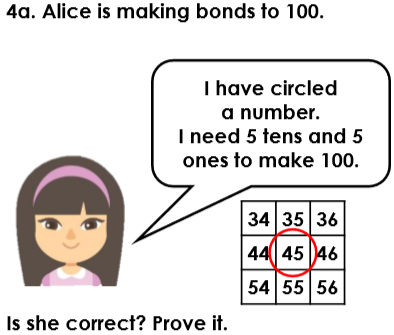 4a. Alice is making bonds to 100.
I have circled
a number.
I need 5 tens and 5
ones to make 100.
34 35 36
44 45 46
54 55 56
Is she correct? Prove it.